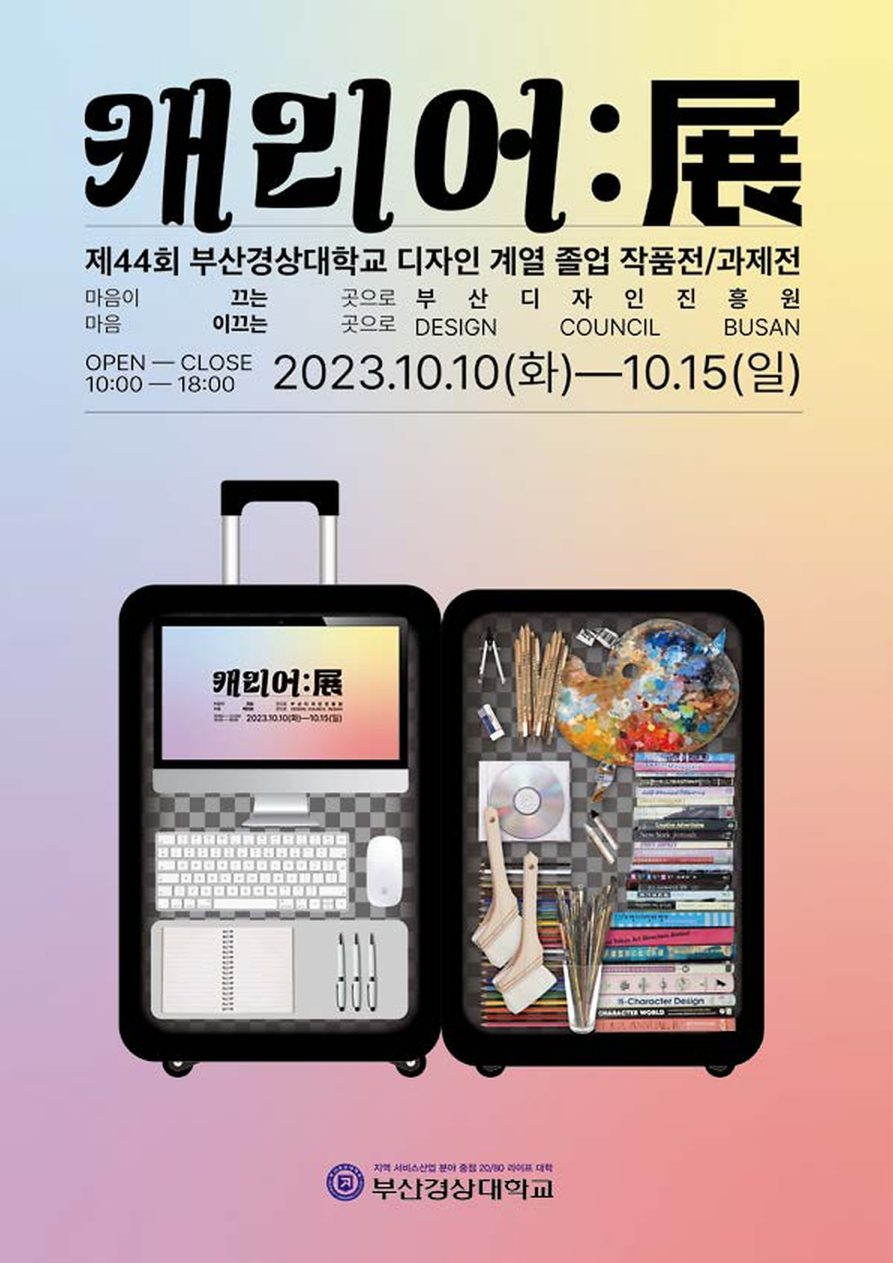 캐리어:展
제44회 부산경상대학교 디자인 계열 졸업 작품전/과제전
마음이 끄는 곳으로 부산디자인진흥원
마음 이끄는 곳으로 DESIGN COUNCIL BUSAN
OPEN — CLOSE
10:00 — 18:00
2023.10.10(화)—10.15(일)
캐리어:展
2023.10.10(화)—10.15(일)
Creative Advertising
New York Journals
Character Design
CHARACTER WORLD
지역 서비스산업 분야 중점 20/80 라이프 대학
부산경상대학교